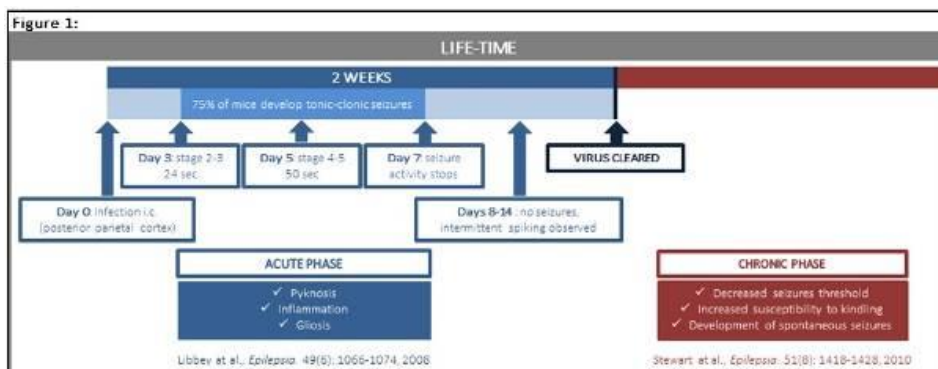 Figure 1:
LIFE-TIME
2 WEEKS
75% of mice develop tonic-clonic seizures
Day 3: stage 2-3
24 sec
Day 5: stage 4-5
50 sec
Day 7: seizure
activity stops
VIRUS CLEARED
Day 0: Infection i.c.
(posterior parietal cortex)
Days 8-14 : no seizures,
intermittent spiking observed
ACUTE PHASE
✓ Pyknosis
✓ Inflammation
✓ Gliosis
CHRONIC PHASE
✓ Decreased seizures threshold
✓ Increased susceptibility to kindling
✓ Development of spontaneous seizures
Libbey at al., Epilepsia. 49(6): 1066-1074, 2008
Stewart at al., Epilepsia. 51(8): 1418-1428, 2010